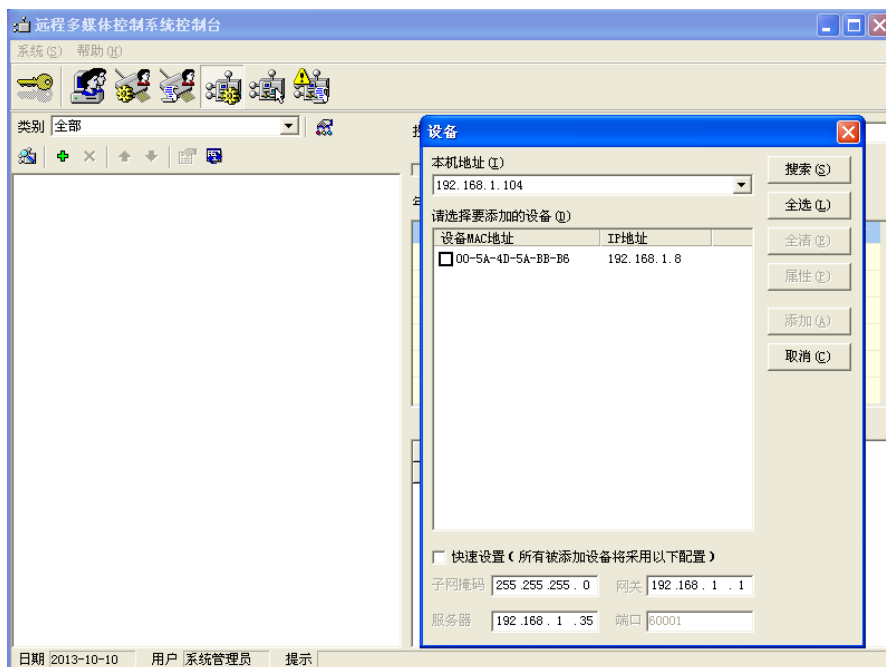 远程多媒体控制系统控制台
系统(S) 帮助(H)
类别 全部
设备
本机地址(I)
192.168.1.104
请选择要添加的设备(D)
设备MAC地址 IP地址
00-5A-4D-5A-BB-B6 192.168.1.8
搜索(S)
全选(L)
全清(E)
属性(P)
添加(A)
取消(C)
快速设置(所有被添加设备将采用以下配置)
子网掩码 255.255.255.0 网关 192.168.1.1
服务器 192.168.1.35 端口 60001
日期 2013-10-10 用户 系统管理员 提示